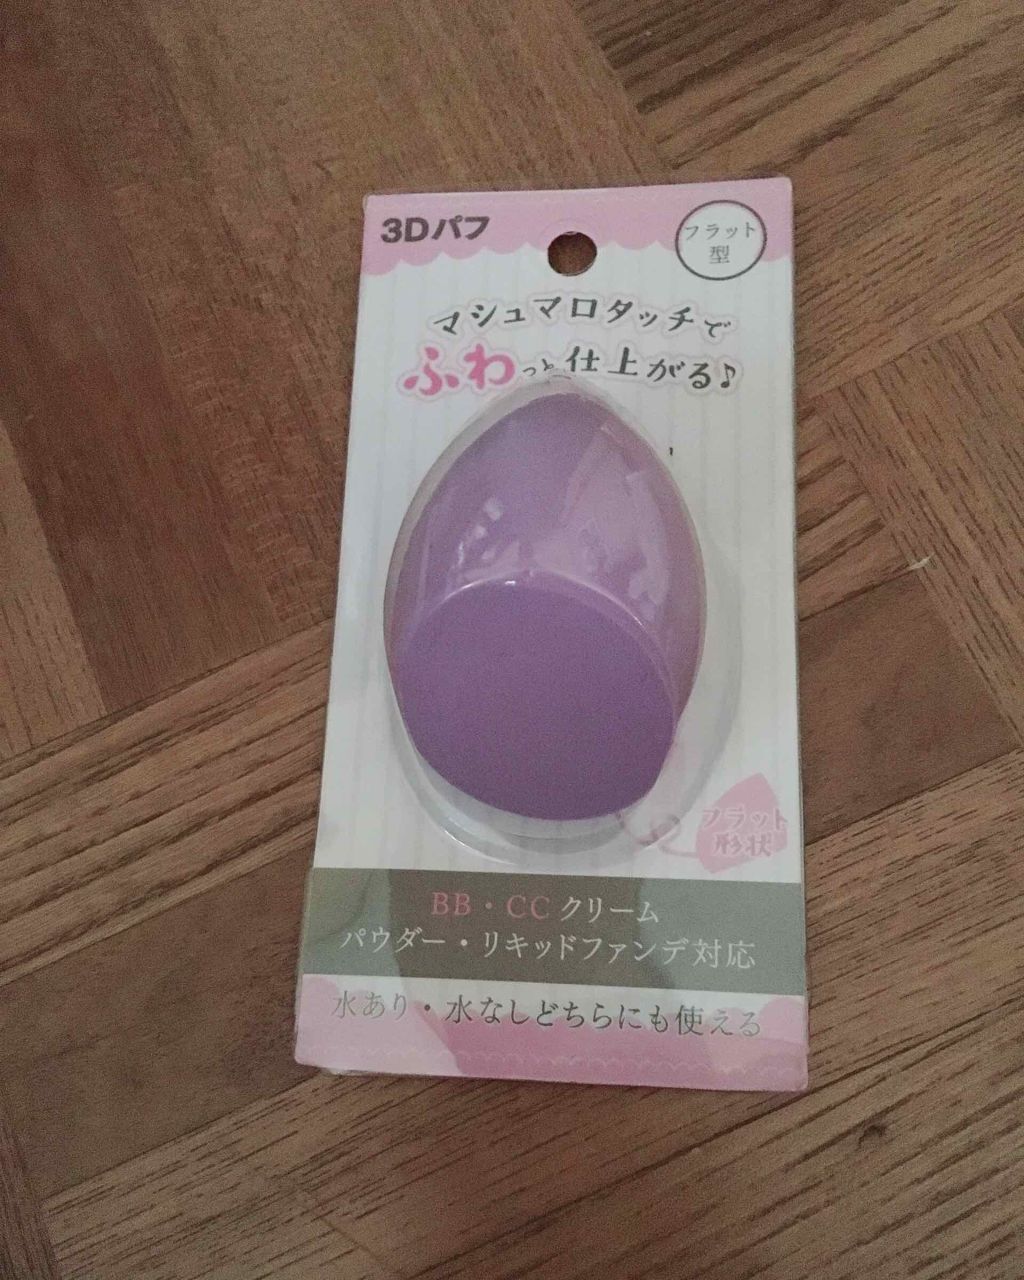 3Dパフ
フラット
型
マシュマロタッチで
ふわっと仕上がる♪
フラット
形状
BB・CCクリーム
パウダー・リキッドファンデ対応
水あり・水なしどちらにも使える